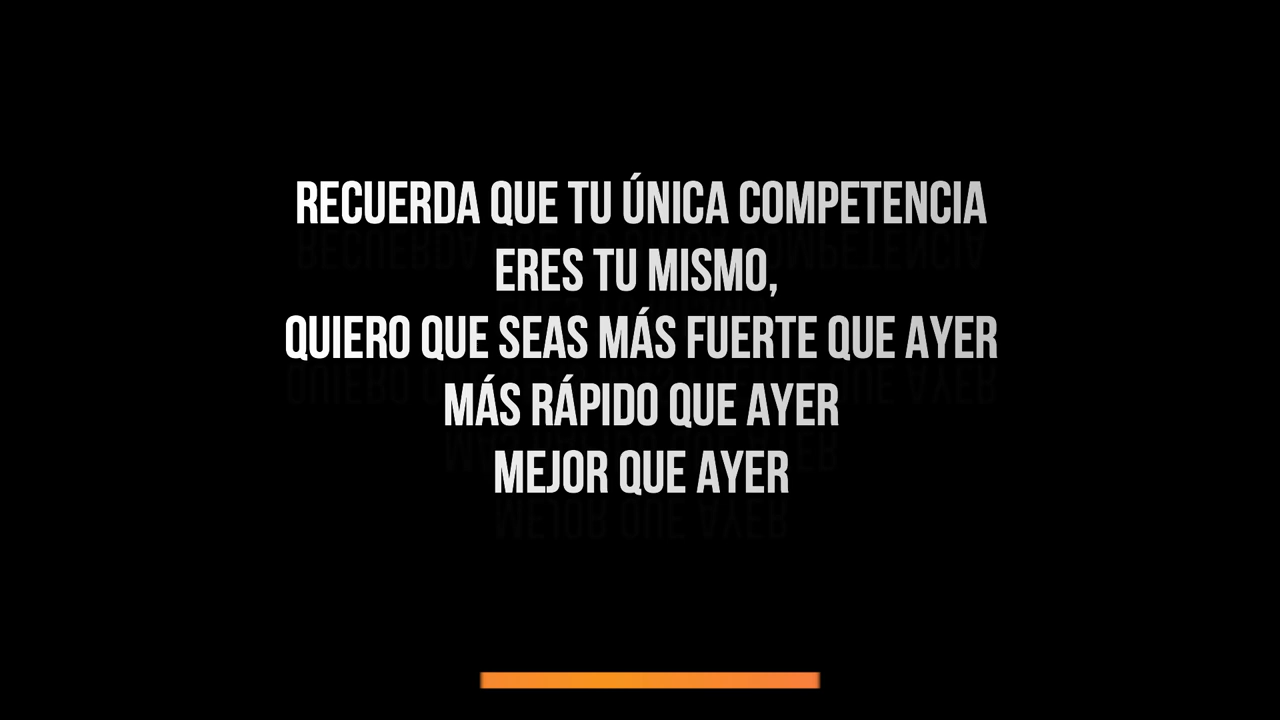 RECUERDA QUE TU ÚNICA COMPETENCIA
ERES TU MISMO,
QUIERO QUE SEAS MÁS FUERTE QUE AYER
MÁS RÁPIDO QUE AYER
MEJOR QUE AYER